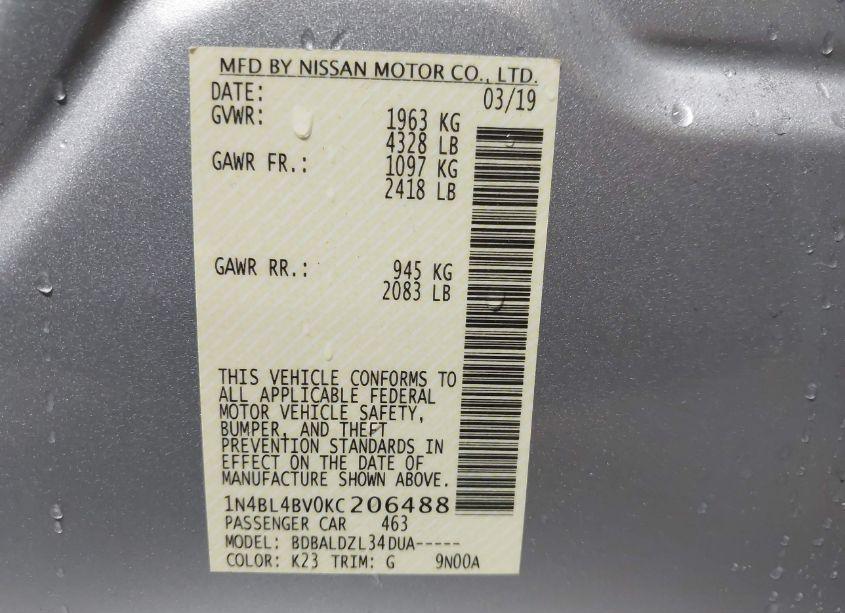 MFD BY NISSAN MOTOR CO., LTD.
DATE: 03/19
GVWR: 1963 KG
4328 LB
GAWR FR.: 1097 KG
2418 LB
GAWR RR.: 945 KG
2083 LB
THIS VEHICLE CONFORMS TO
ALL APPLICABLE FEDERAL
MOTOR VEHICLE SAFETY,
BUMPER, AND THEFT
PREVENTION STANDARDS IN
EFFECT ON THE DATE OF
MANUFACTURE SHOWN ABOVE.
1N4BL4BV0KC206488
PASSENGER CAR 463
MODEL: BDBALDZL34DUA-----
COLOR: K23 TRIM: G 9N00A